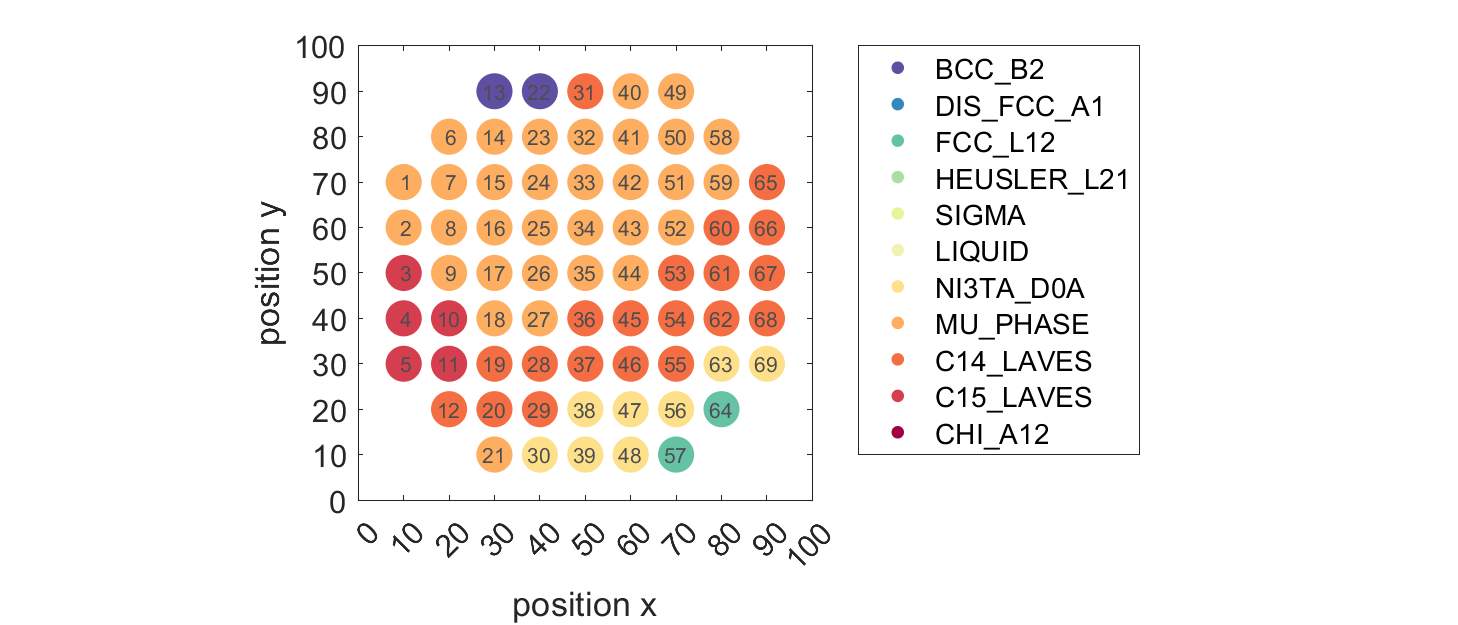 100
90 13 22 31 40 49
80 6 14 23 32 41 50 58
70 1 7 15 24 33 42 51 59 65
60 2 8 16 25 34 43 52 60 66
50 3 9 17 26 35 44 53 61 67
40 4 10 18 27 36 45 54 62 68
30 5 11 19 28 37 46 55 63 69
20 12 20 29 38 47 56 64
10 21 30 39 48 57
0
0 10 20 30 40 50 60 70 80 90 100
position x
position y
BCC_B2
DIS_FCC_A1
FCC_L12
HEUSLER_L21
SIGMA
LIQUID
NI3TA_D0A
MU_PHASE
C14_LAVES
C15_LAVES
CHI_A12